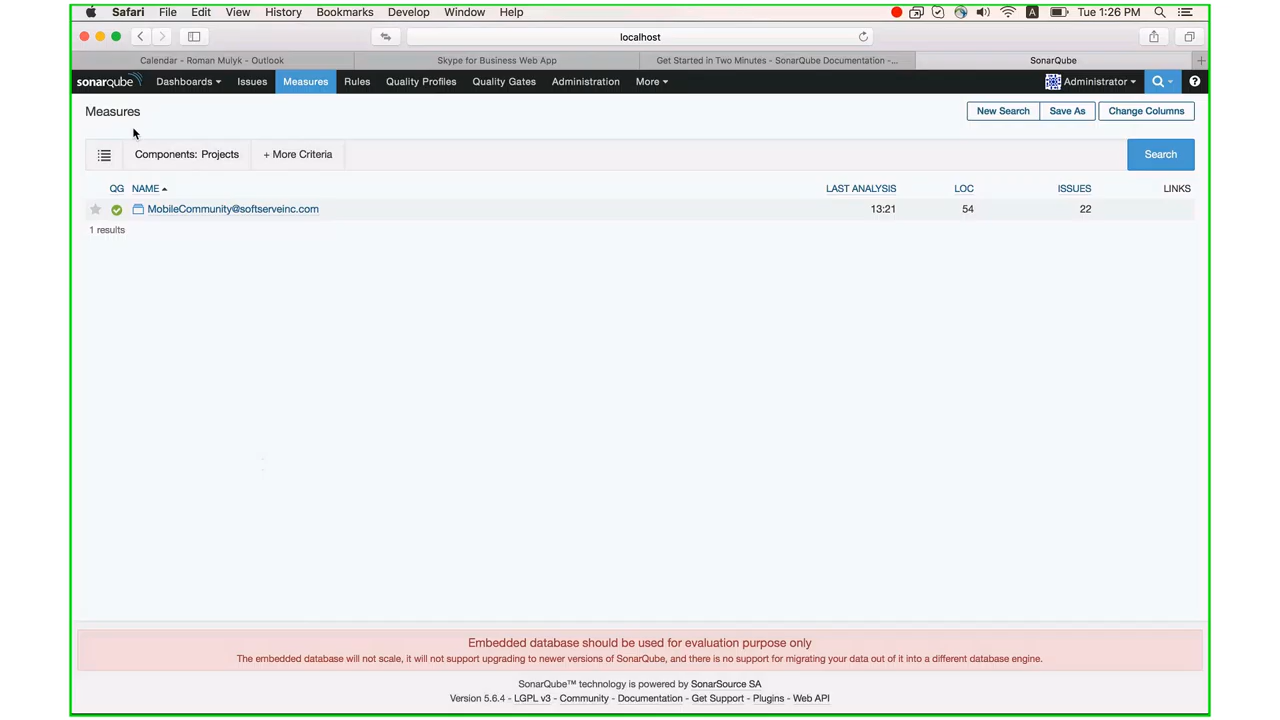 Safari File Edit View History Bookmarks Develop Window Help A Tue 1:26 PM
localhost
Calendar - Roman Mulyk - Outlook Skype for Business Web App Get Started in Two Minutes - SonarQube Documentation -... SonarQube +
sonarqube Dashboards Issues Measures Rules Quality Profiles Quality Gates Administration More Administrator ?
Measures New Search Save As Change Columns
Components: Projects + More Criteria Search
QG NAME LAST ANALYSIS LOC ISSUES LINKS
MobileCommunity@softserveinc.com 13:21 54 22
1 results
Embedded database should be used for evaluation purpose only
The embedded database will not scale, it will not support upgrading to newer versions of SonarQube, and there is no support for migrating your data out of it into a different database engine.
SonarQube™ technology is powered by SonarSource SA
Version 5.6.4 - LGPL v3 - Community - Documentation - Get Support - Plugins - Web API